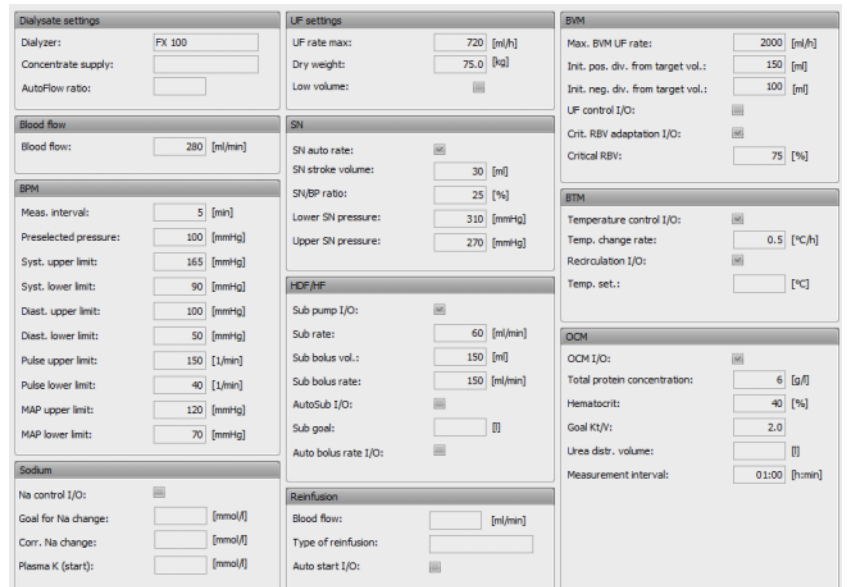 Dialysate settings
Dialyzer: FX 100
Concentrate supply:
AutoFlow ratio:
Blood flow
Blood flow: 280 [ml/min]
BPM
Meas. interval: 5 [min]
Preselected pressure: 100 [mmHg]
Syst. upper limit: 165 [mmHg]
Syst. lower limit: 90 [mmHg]
Diast. upper limit: 100 [mmHg]
Diast. lower limit: 50 [mmHg]
Pulse upper limit: 150 [1/min]
Pulse lower limit: 40 [1/min]
MAP upper limit: 120 [mmHg]
MAP lower limit: 70 [mmHg]
Sodium
Na control I/O:
Goal for Na change: [mmol/l]
Corr. Na change: [mmol/l]
Plasma K (start): [mmol/l]
UF settings
UF rate max: 720 [ml/h]
Dry weight: 75.0 [kg]
Low volume:
SN
SN auto rate:
SN stroke volume: 30 [ml]
SN/BP ratio: 25 [%]
Lower SN pressure: 310 [mmHg]
Upper SN pressure: 270 [mmHg]
HDF/HF
Sub pump I/O:
Sub rate: 60 [ml/min]
Sub bolus vol.: 150 [ml]
Sub bolus rate: 150 [ml/min]
AutoSub I/O:
Sub goal: [l]
Auto bolus rate I/O:
Reinfusion
Blood flow: [ml/min]
Type of reinfusion:
Auto start I/O:
BVM
Max. BVM UF rate: 2000 [ml/h]
Init. pos. div. from target vol.: 150 [ml]
Init. neg. div. from target vol.: 100 [ml]
UF control I/O:
Crit. RBV adaptation I/O:
Critical RBV: 75 [%]
BTM
Temperature control I/O:
Temp. change rate: 0.5 [°C/h]
Recirculation I/O:
Temp. set.: [°C]
OCM
OCM I/O:
Total protein concentration: 6 [g/l]
Hematocrit: 40 [%]
Goal Kt/V: 2.0
Urea distr. volume: [l]
Measurement interval: 01:00 [h:min]